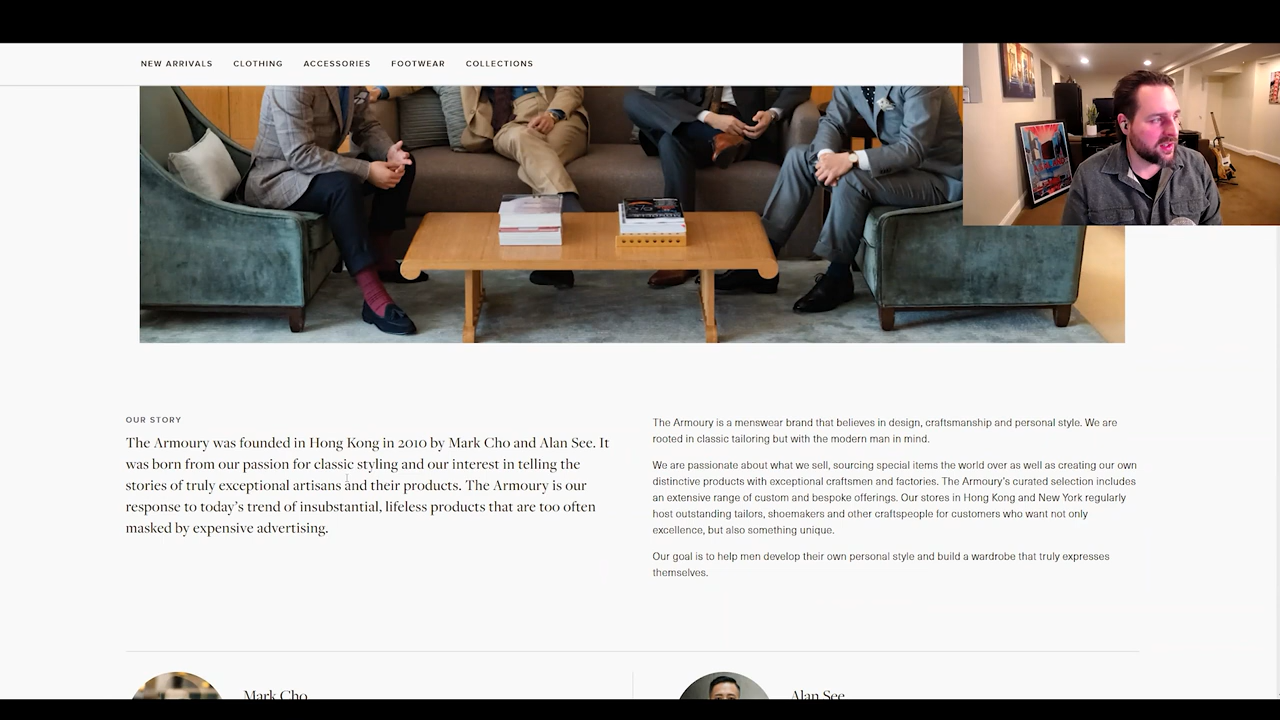 NEW ARRIVALS CLOTHING ACCESSORIES FOOTWEAR COLLECTIONS
OUR STORY
The Armoury was founded in Hong Kong in 2010 by Mark Cho and Alan See. It
was born from our passion for classic styling and our interest in telling the
stories of truly exceptional artisans and their products. The Armoury is our
response to today's trend of insubstantial, lifeless products that are too often
masked by expensive advertising.
The Armoury is a menswear brand that believes in design, craftsmanship and personal style. We are
rooted in classic tailoring but with the modern man in mind.
We are passionate about what we sell, sourcing special items the world over as well as creating our own
distinctive products with exceptional craftsmen and factories. The Armoury's curated selection includes
an extensive range of custom and bespoke offerings. Our stores in Hong Kong and New York regularly
host outstanding tailors, shoemakers and other craftspeople for customers who want not only
excellence, but also something unique.
Our goal is to help men develop their own personal style and build a wardrobe that truly expresses
themselves.
Mark Cho
Alan See